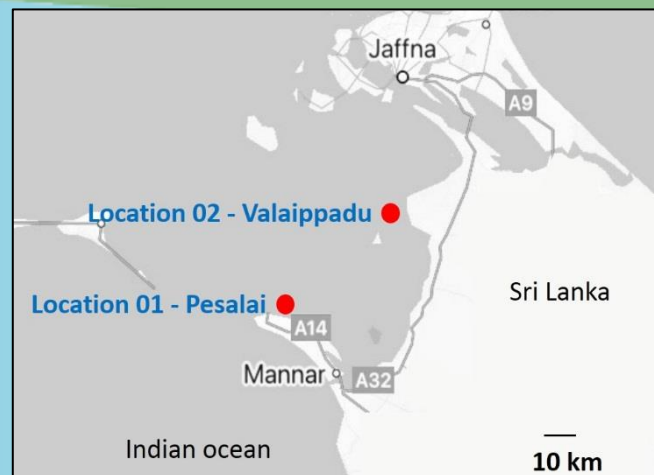 Jaffna
A9
Location 02 - Valaippadu
Location 01 - Pesalai
Sri Lanka
A14
Mannar
A32
Indian ocean
10 km